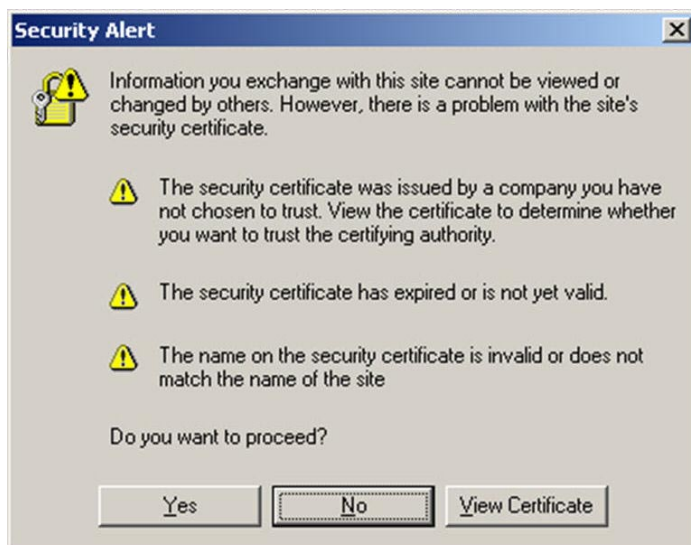 Security Alert
Information you exchange with this site cannot be viewed or
changed by others. However, there is a problem with the site's
security certificate.
The security certificate was issued by a company you have
not chosen to trust. View the certificate to determine whether
you want to trust the certifying authority.
The security certificate has expired or is not yet valid.
The name on the security certificate is invalid or does not
match the name of the site
Do you want to proceed?
Yes No View Certificate